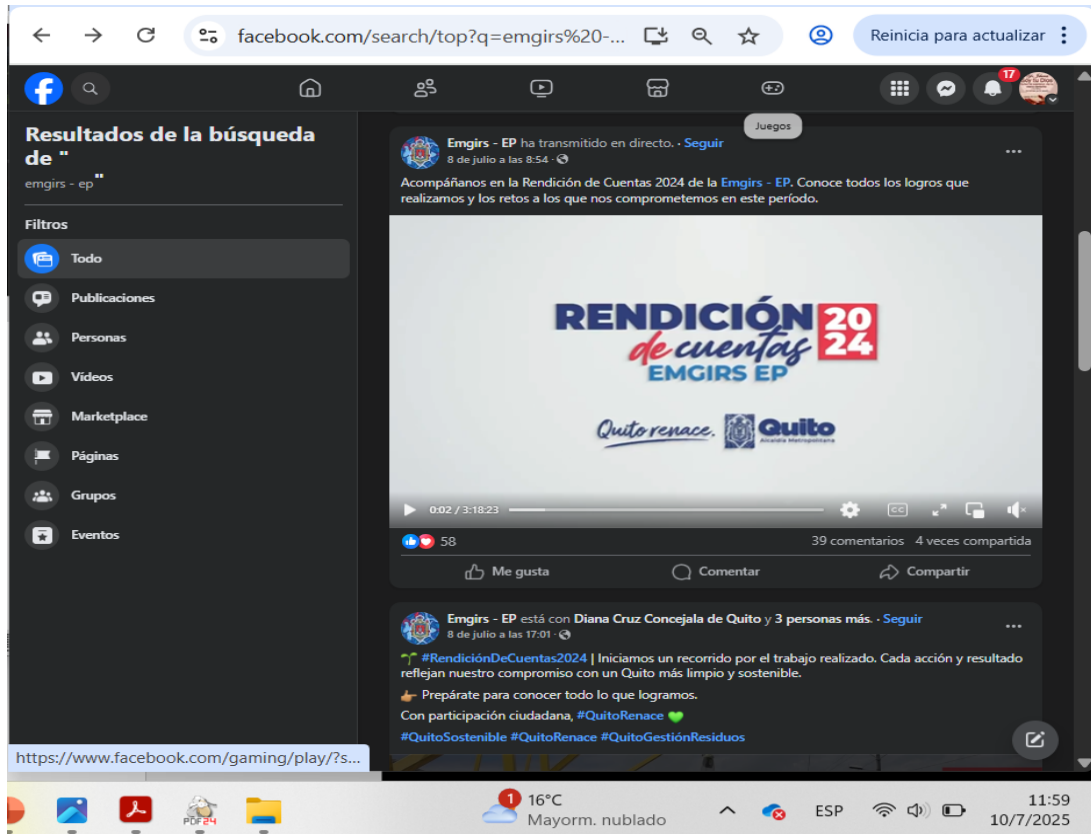 facebook.com/search/top?q=emgirs%20-...
Reinicia para actualizar
17
Resultados de la búsqueda
de "
emgirs - ep"
Filtros
Todo
Publicaciones
Personas
Vídeos
Marketplace
Páginas
Grupos
Eventos
Juegos
Emgirs - EP ha transmitido en directo. · Seguir
8 de julio a las 8:54 ·
Acompáñanos en la Rendición de Cuentas 2024 de la Emgirs - EP. Conoce todos los logros que
realizamos y los retos a los que nos comprometemos en este período.
RENDICIÓN 2024
de cuentas
EMGIRS EP
Quito renace. Quito
Alcaldía Metropolitana
0:02 / 3:18:23
CC
58
39 comentarios 4 veces compartida
Me gusta Comentar Compartir
Emgirs - EP está con Diana Cruz Concejala de Quito y 3 personas más. · Seguir
8 de julio a las 17:01 ·
🌱 #RendiciónDeCuentas2024 | Iniciamos un recorrido por el trabajo realizado. Cada acción y resultado
reflejan nuestro compromiso con un Quito más limpio y sostenible.
👉 Prepárate para conocer todo lo que logramos.
Con participación ciudadana, #QuitoRenace 💚
#QuitoSostenible #QuitoRenace #QuitoGestiónResiduos
https://www.facebook.com/gaming/play/?s...
PDF24
1
16°C
Mayorm. nublado
ESP
11:59
10/7/2025